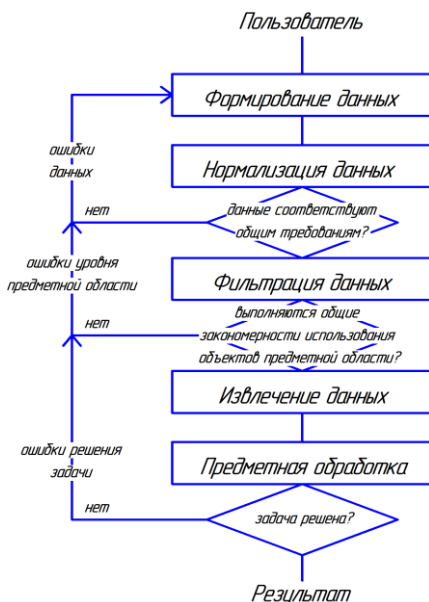 Пользователь
Формирование данных
ошибки
данных
Нормализация данных
нет
данные соответствуют
общим требованиям?
ошибки уровня
предметной области
Фильтрация данных
нет
выполняются общие
закономерности использования
объектов предметной области?
Извлечение данных
ошибки решения
задачи
Предметная обработка
нет
задача решена?
Результат